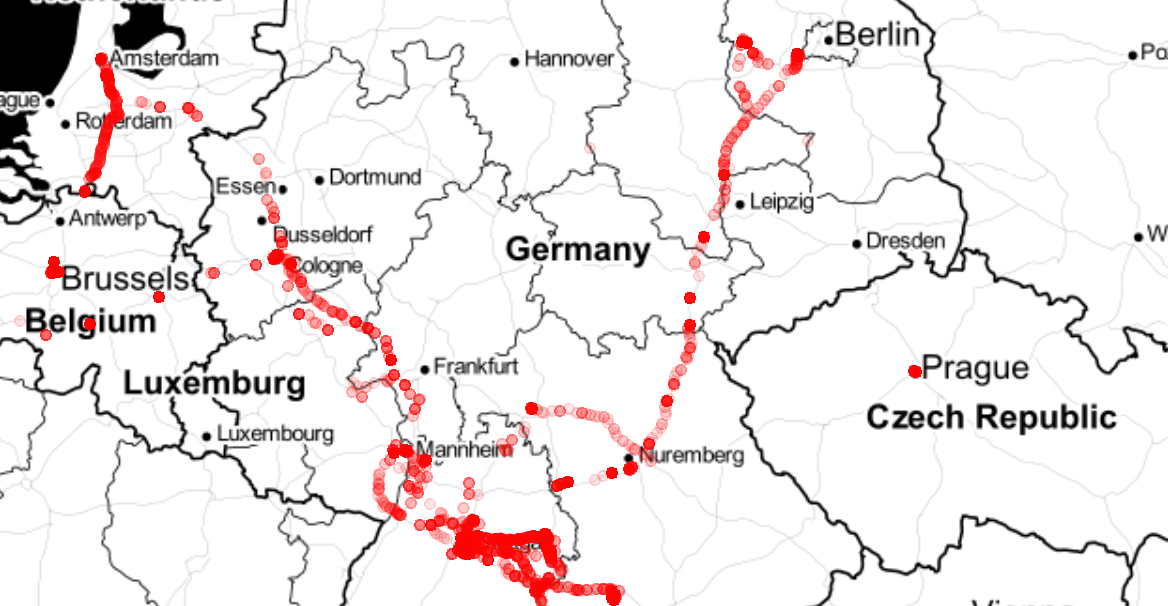 Berlin
Po
Amsterdam
Hannover
ague
Rotterdam
Essen
Dortmund
Leipzig
Antwerp
Dusseldorf
Germany
Dresden
W
Brussels
Cologne
Belgium
Frankfurt
Prague
Luxemburg
Czech Republic
Luxembourg
Mannheim
Nuremberg